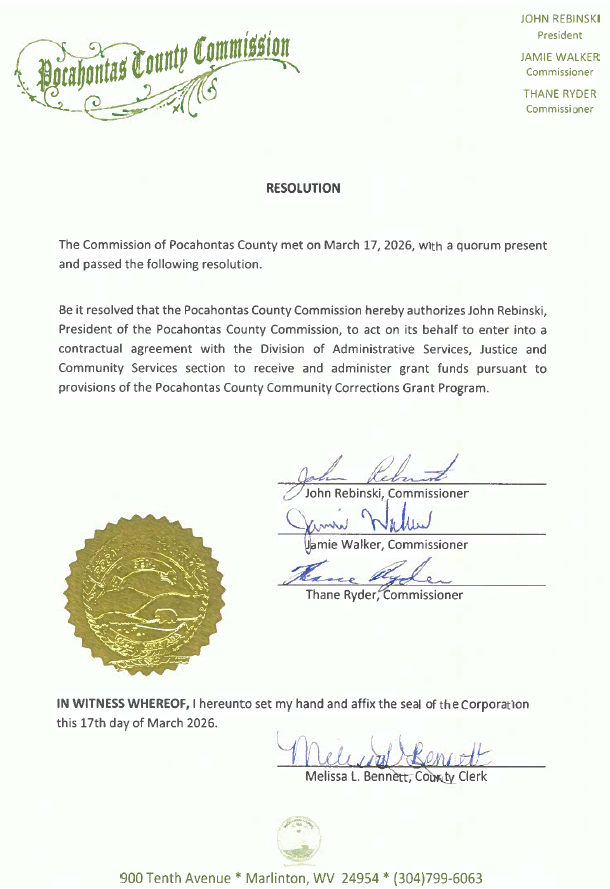 Pocahontas County Commission
JOHN REBINSKI
President
JAMIE WALKER
Commissioner
THANE RYDER
Commissioner
RESOLUTION
The Commission of Pocahontas County met on March 17, 2026, with a quorum present
and passed the following resolution.
Be it resolved that the Pocahontas County Commission hereby authorizes John Rebinski,
President of the Pocahontas County Commission, to act on its behalf to enter into a
contractual agreement with the Division of Administrative Services, Justice and
Community Services section to receive and administer grant funds pursuant to
provisions of the Pocahontas County Community Corrections Grant Program.
John Rebinski
John Rebinski, Commissioner
Jamie Walker
Jamie Walker, Commissioner
Thane Ryder
Thane Ryder, Commissioner
IN WITNESS WHEREOF, I hereunto set my hand and affix the seal of the Corporation
this 17th day of March 2026.
Melissa L Bennett
Melissa L. Bennett, County Clerk
900 Tenth Avenue * Marlinton, WV 24954 * (304)799-6063